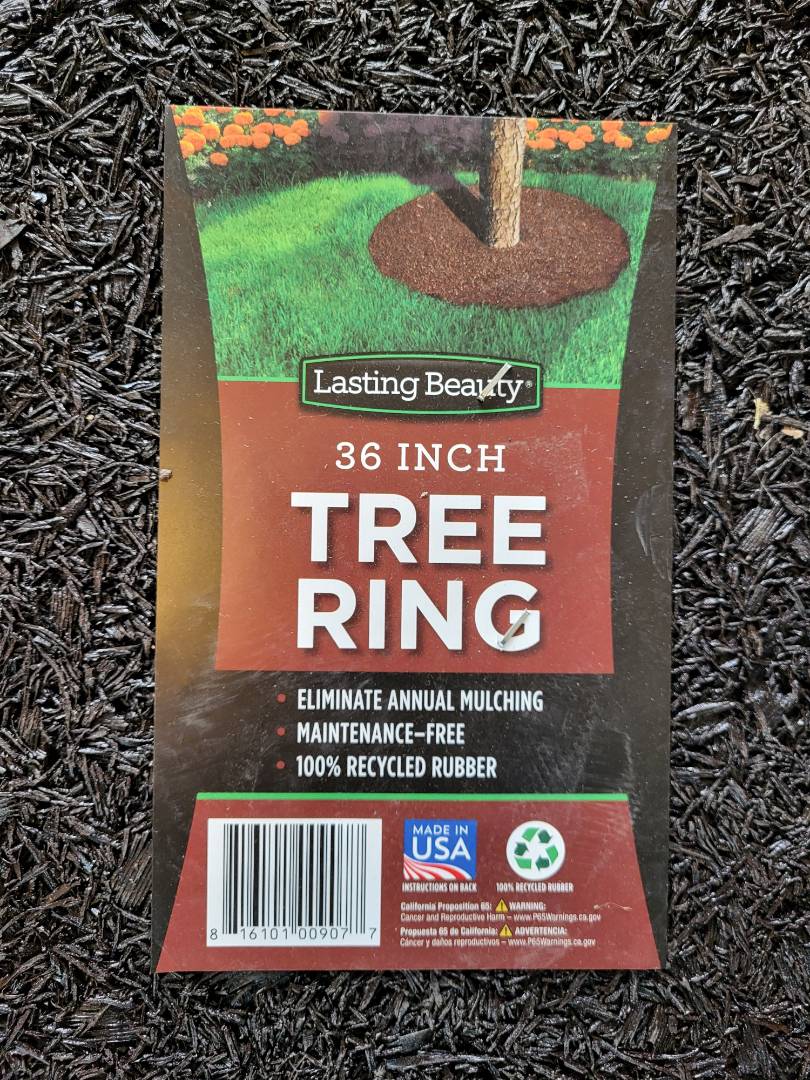 Lasting Beauty®
36 INCH
TREE
RING
• ELIMINATE ANNUAL MULCHING
• MAINTENANCE–FREE
• 100% RECYCLED RUBBER
8 16101 00907 7
MADE IN
USA
INSTRUCTIONS ON BACK
100% RECYCLED RUBBER
California Proposition 65: ⚠ WARNING:
Cancer and Reproductive Harm – www.P65Warnings.ca.gov
Propuesta 65 de California: ⚠ ADVERTENCIA:
Cáncer y daños reproductivos – www.P65Warnings.ca.gov